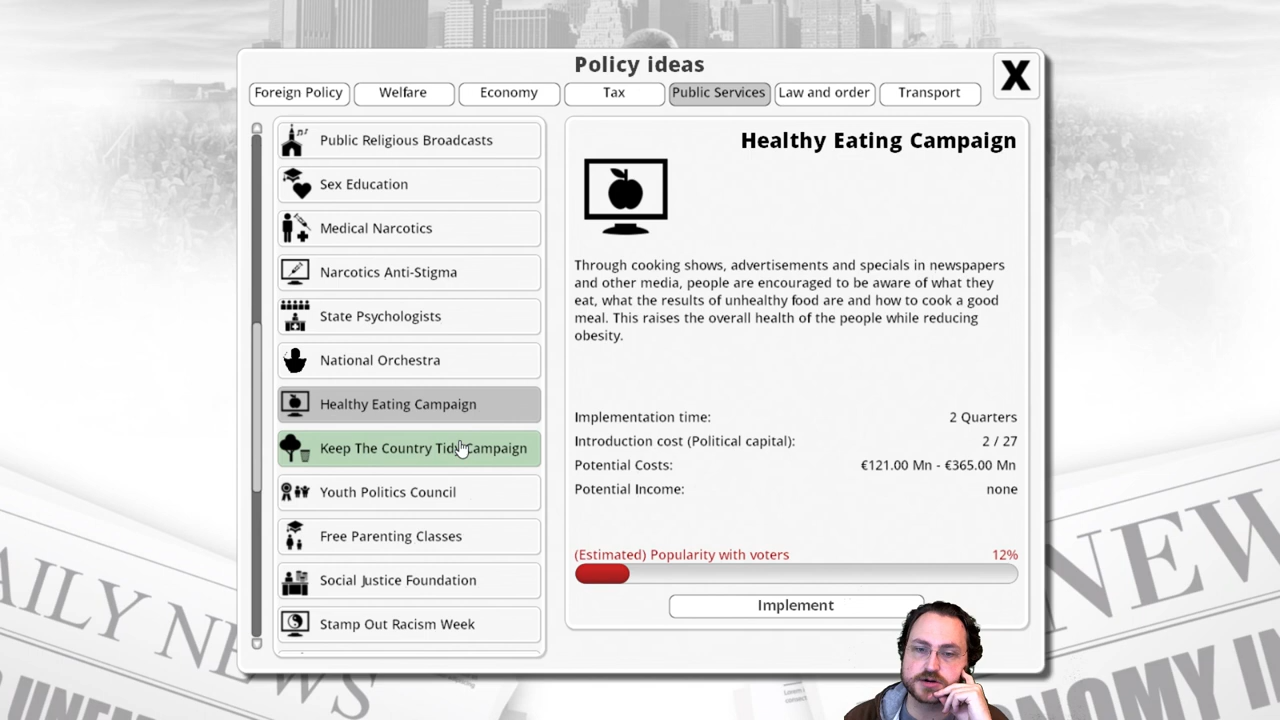 Policy ideas
X
Foreign Policy
Welfare
Economy
Tax
Public Services
Law and order
Transport
Public Religious Broadcasts
Sex Education
Medical Narcotics
Narcotics Anti-Stigma
State Psychologists
National Orchestra
Healthy Eating Campaign
Keep The Country Tidy Campaign
Youth Politics Council
Free Parenting Classes
Social Justice Foundation
Stamp Out Racism Week
Healthy Eating Campaign
Through cooking shows, advertisements and specials in newspapers
and other media, people are encouraged to be aware of what they
eat, what the results of unhealthy food are and how to cook a good
meal. This raises the overall health of the people while reducing
obesity.
Implementation time: 2 Quarters
Introduction cost (Political capital): 2 / 27
Potential Costs: €121.00 Mn - €365.00 Mn
Potential Income: none
(Estimated) Popularity with voters 12%
Implement
AILY NEWS
NEW